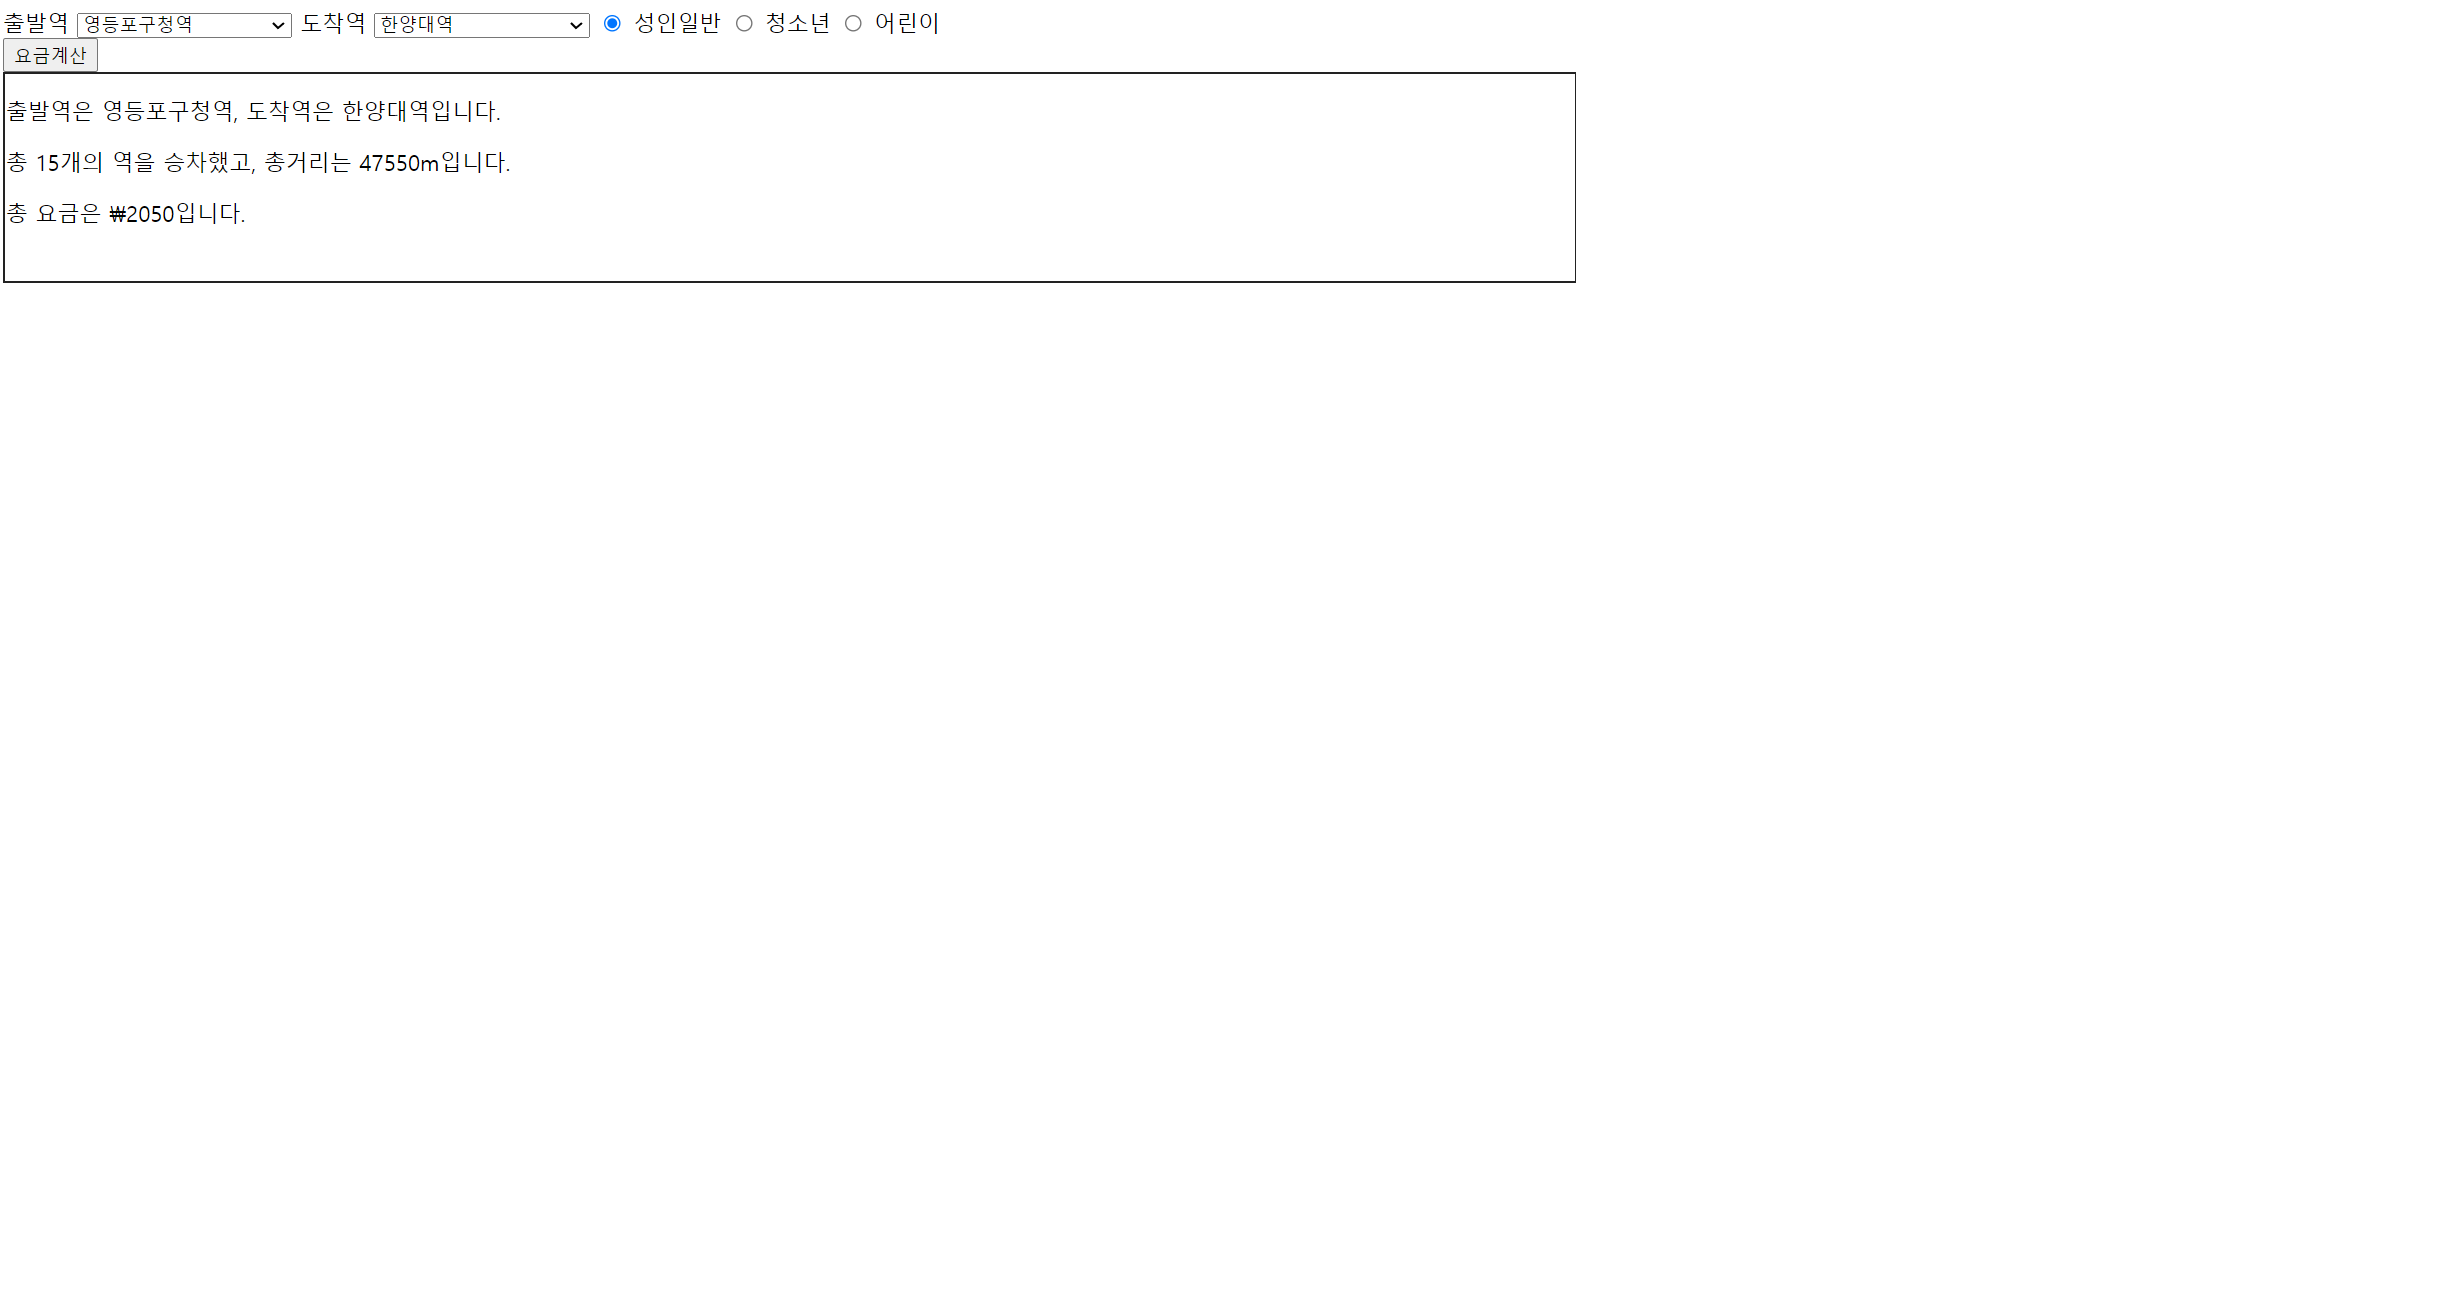 출발역 영등포구청역 도착역 한양대역 성인일반 청소년 어린이
요금계산
출발역은 영등포구청역, 도착역은 한양대역입니다.
총 15개의 역을 승차했고, 총거리는 47550m입니다.
총 요금은 ₩2050입니다.